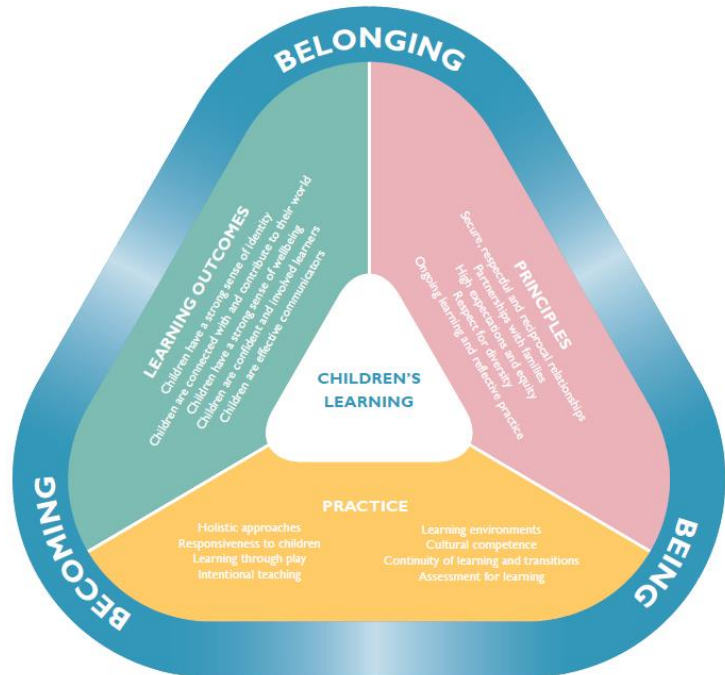 BELONGING
LEARNING OUTCOMES
Children have a strong sense of identity
Children are connected with and contribute to their world
Children have a strong sense of wellbeing
Children are confident and involved learners
Children are effective communicators
PRINCIPLES
Secure, respectful and reciprocal relationships
Partnerships with families
High expectations and equity
Respect for diversity
Ongoing learning and reflective practice
CHILDREN'S
LEARNING
PRACTICE
Holistic approaches
Responsiveness to children
Learning through play
Intentional teaching
Learning environments
Cultural competence
Continuity of learning and transitions
Assessment for learning
BECOMING
BEING